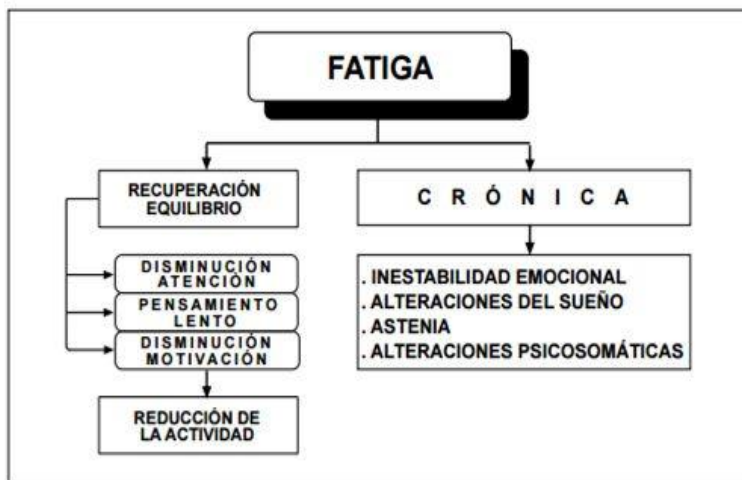 FATIGA
RECUPERACIÓN
EQUILIBRIO
DISMINUCIÓN
ATENCIÓN
PENSAMIENTO
LENTO
DISMINUCIÓN
MOTIVACIÓN
REDUCCIÓN DE
LA ACTIVIDAD
CRÓNICA
. INESTABILIDAD EMOCIONAL
. ALTERACIONES DEL SUEÑO
. ASTENIA
. ALTERACIONES PSICOSOMÁTICAS